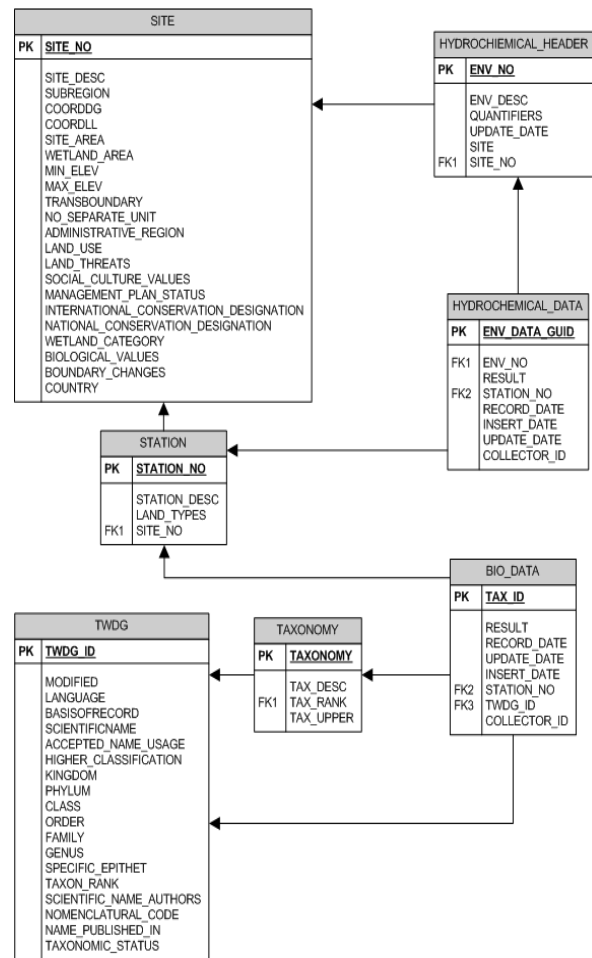 SITE
PK SITE_NO
SITE_DESC
SUBREGION
COORDDG
COORDLL
SITE_AREA
WETLAND_AREA
MIN_ELEV
MAX_ELEV
TRANSBOUNDARY
NO_SEPARATE_UNIT
ADMINISTRATIVE_REGION
LAND_USE
LAND_THREATS
SOCIAL_CULTURE_VALUES
MANAGEMENT_PLAN_STATUS
INTERNATIONAL_CONSERVATION_DESIGNATION
NATIONAL_CONSERVATION_DESIGNATION
WETLAND_CATEGORY
BIOLOGICAL_VALUES
BOUNDARY_CHANGES
COUNTRY
HYDROCHIEMICAL_HEADER
PK ENV_NO
ENV_DESC
QUANTIFIERS
UPDATE_DATE
SITE
FK1 SITE_NO
HYDROCHEMICAL_DATA
PK ENV_DATA_GUID
FK1 ENV_NO
RESULT
FK2 STATION_NO
RECORD_DATE
INSERT_DATE
UPDATE_DATE
COLLECTOR_ID
STATION
PK STATION_NO
STATION_DESC
LAND_TYPES
FK1 SITE_NO
BIO_DATA
PK TAX_ID
RESULT
RECORD_DATE
UPDATE_DATE
INSERT_DATE
FK2 STATION_NO
FK3 TWDG_ID
COLLECTOR_ID
TAXONOMY
PK TAXONOMY
TAX_DESC
FK1 TAX_RANK
TAX_UPPER
TWDG
PK TWDG_ID
MODIFIED
LANGUAGE
BASISOFRECORD
SCIENTIFICNAME
ACCEPTED_NAME_USAGE
HIGHER_CLASSIFICATION
KINGDOM
PHYLUM
CLASS
ORDER
FAMILY
GENUS
SPECIFIC_EPITHET
TAXON_RANK
SCIENTIFIC_NAME_AUTHORS
NOMENCLATURAL_CODE
NAME_PUBLISHED_IN
TAXONOMIC_STATUS